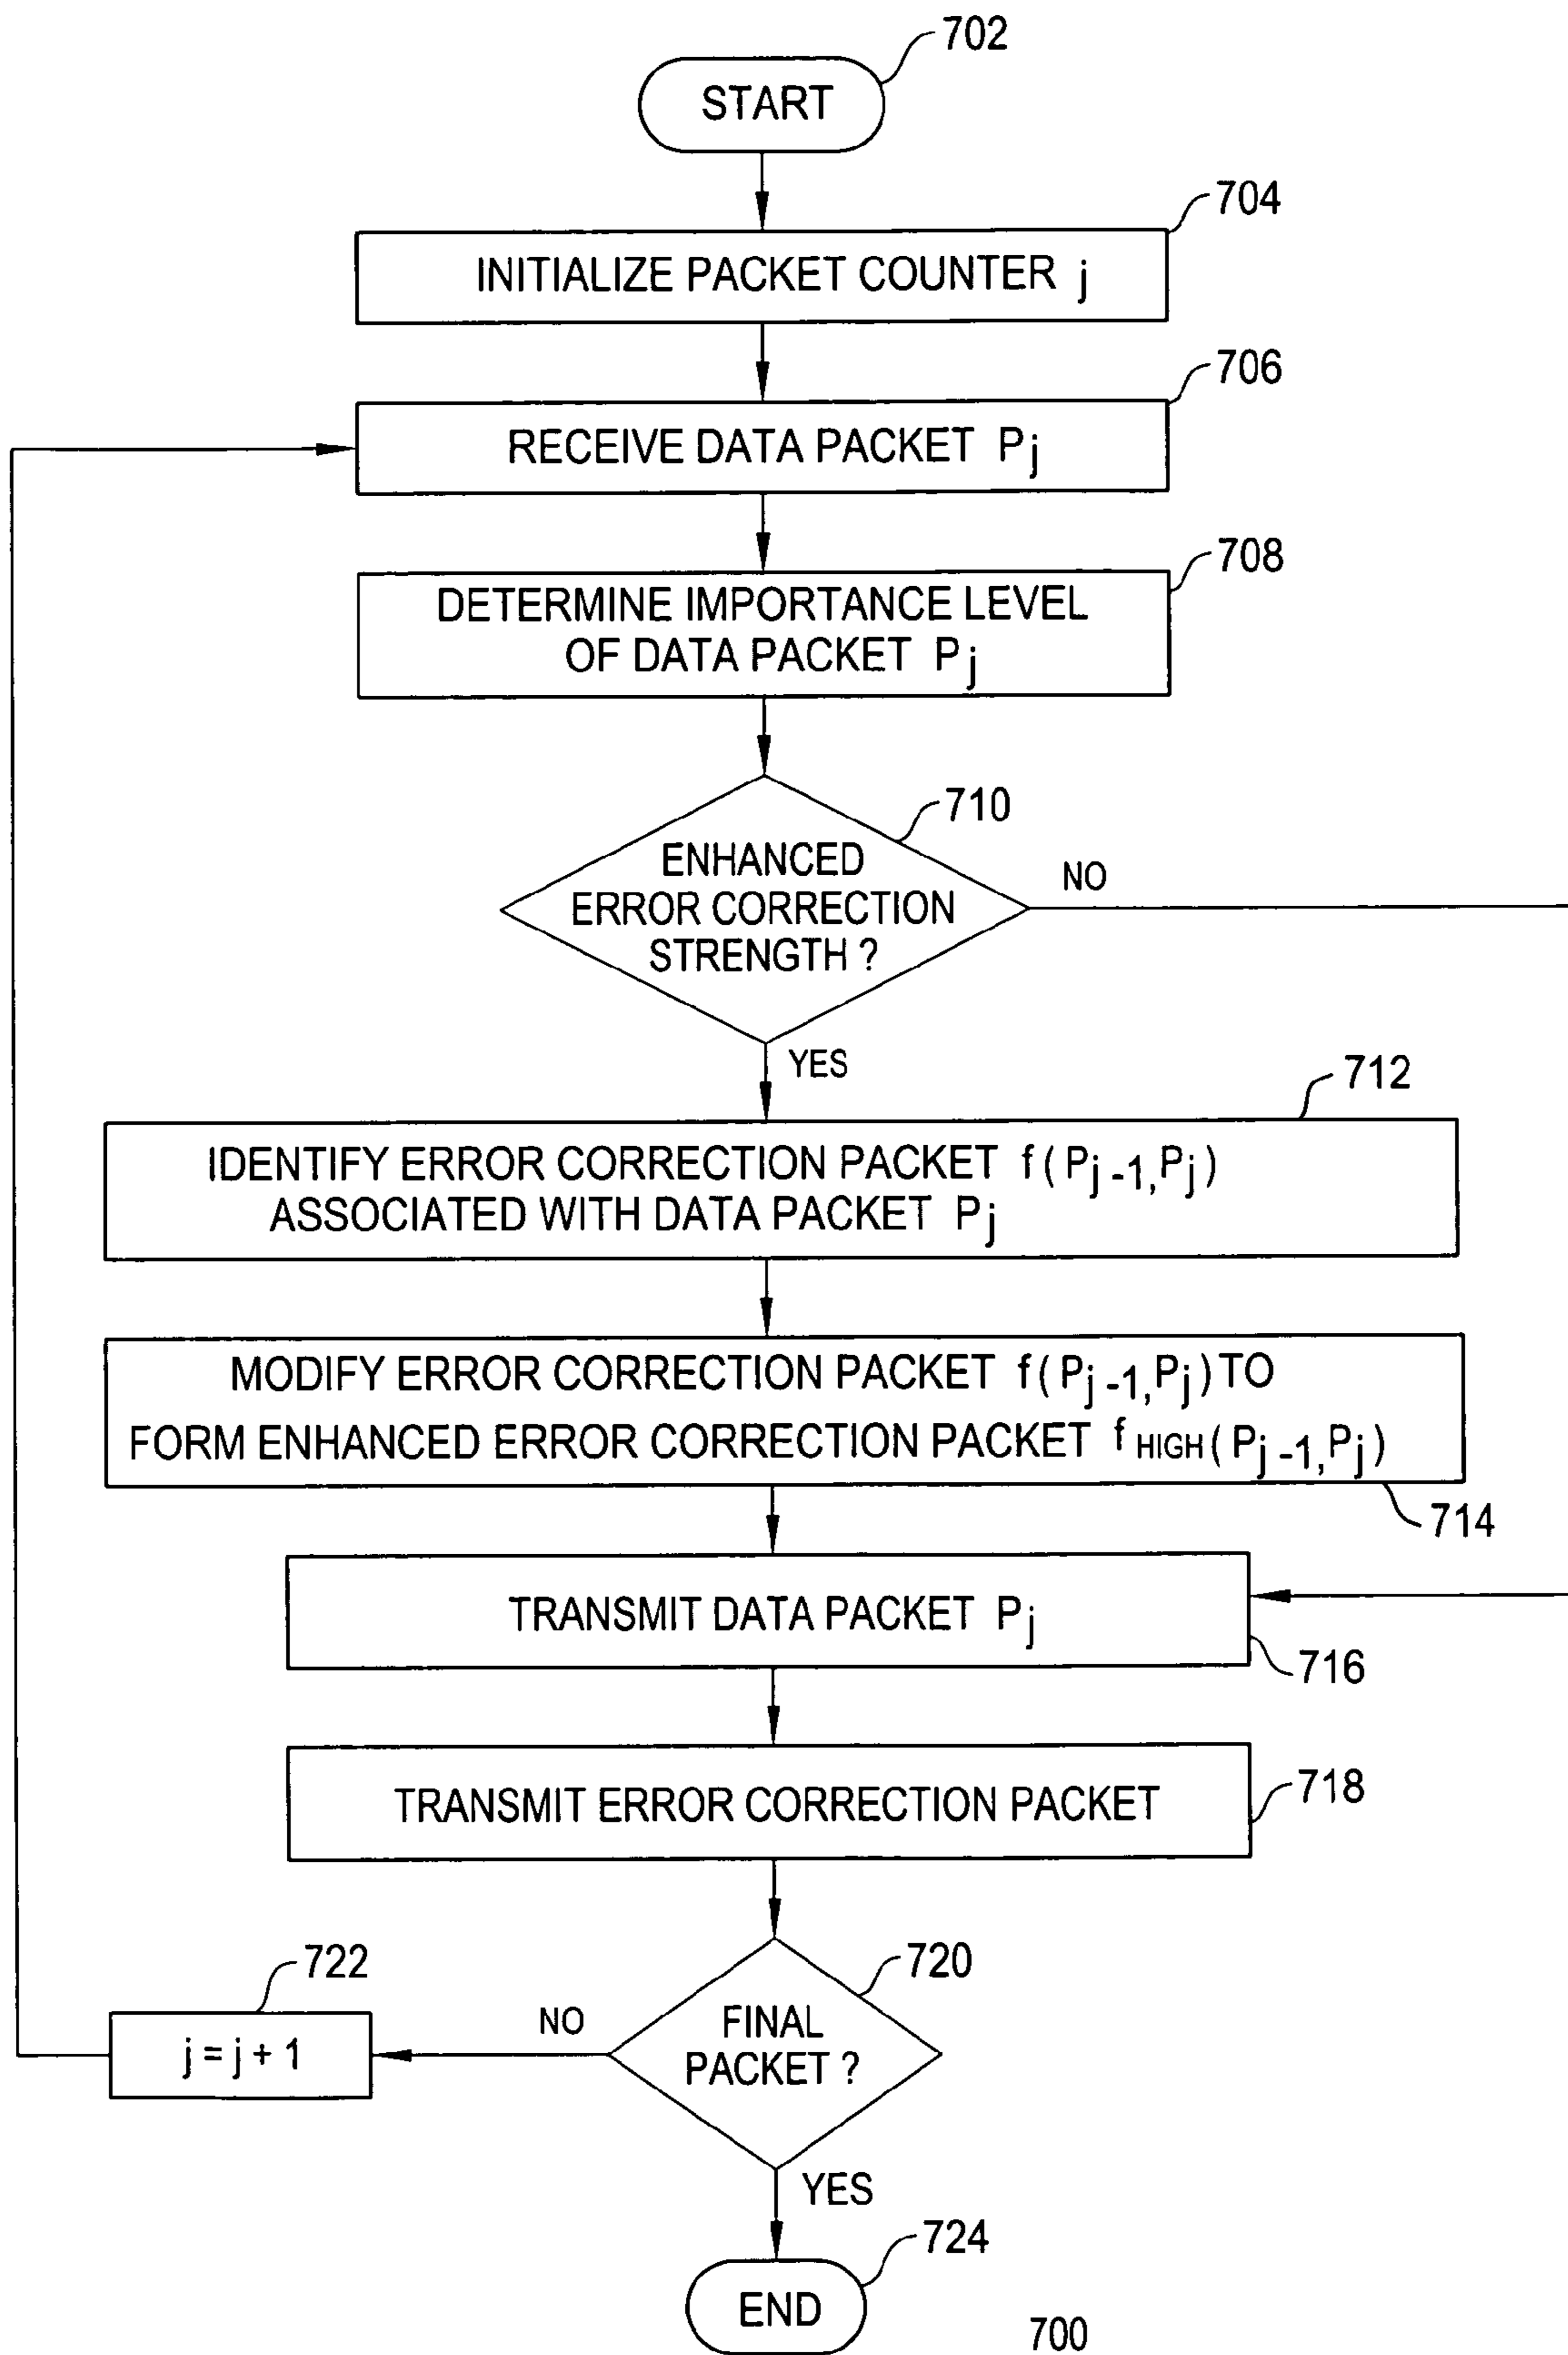 702
START
704
INITIALIZE PACKET COUNTER j
706
RECEIVE DATA PACKET Pj
708
DETERMINE IMPORTANCE LEVEL
OF DATA PACKET Pj
710
ENHANCED
ERROR CORRECTION
STRENGTH ?
NO
YES
712
IDENTIFY ERROR CORRECTION PACKET f(Pj-1,Pj)
ASSOCIATED WITH DATA PACKET Pj
MODIFY ERROR CORRECTION PACKET f(Pj-1,Pj) TO
FORM ENHANCED ERROR CORRECTION PACKET fHIGH(Pj-1,Pj)
714
TRANSMIT DATA PACKET Pj
716
TRANSMIT ERROR CORRECTION PACKET
718
720
722
NO
FINAL
PACKET ?
j = j + 1
YES
724
END
700